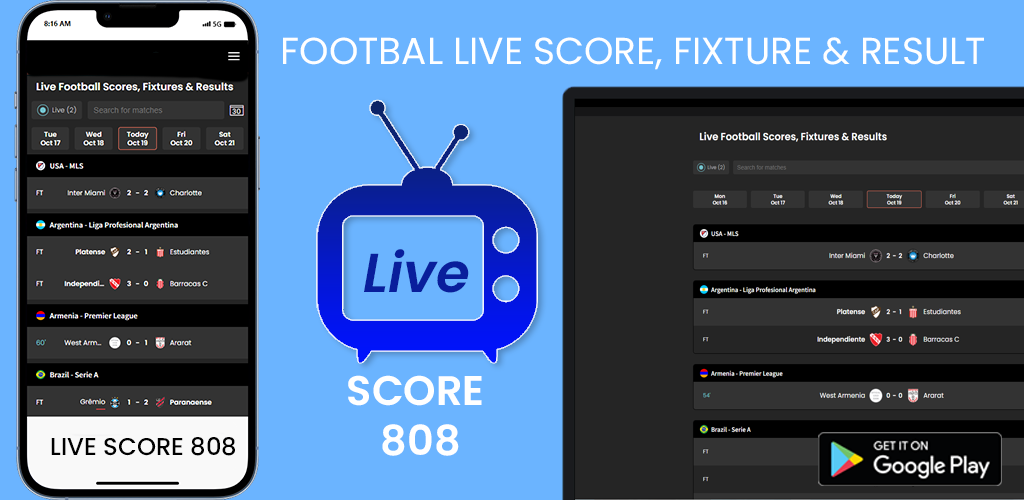 8:16 AM
5G
Live Football Scores, Fixtures & Results
Live (2)
Search for matches
30
Tue
Oct 17
Wed
Oct 18
Today
Oct 19
Fri
Oct 20
Sat
Oct 21
USA - MLS
FT Inter Miami 2 - 2 Charlotte
Argentina - Liga Profesional Argentina
FT Platense 2 - 1 Estudiantes
FT Independi... 3 - 0 Barracas C
Armenia - Premier League
60' West Arm... 0 - 1 Ararat
Brazil - Serie A
FT Grêmio 1 - 2 Paranaense
LIVE SCORE 808
FOOTBAL LIVE SCORE, FIXTURE & RESULT
Live
SCORE
808
Live Football Scores, Fixtures & Results
Live (2)
Search for matches
Mon
Oct 16
Tue
Oct 17
Wed
Oct 18
Today
Oct 19
Fri
Oct 20
Sat
Oct 21
USA - MLS
FT Inter Miami 2 - 2 Charlotte
Argentina - Liga Profesional Argentina
FT Platense 2 - 1 Estudiantes
FT Independiente 3 - 0 Barracas C
Armenia - Premier League
54' West Armenia 0 - 0 Ararat
Brazil - Serie A
FT
FT
GET IT ON
Google Play